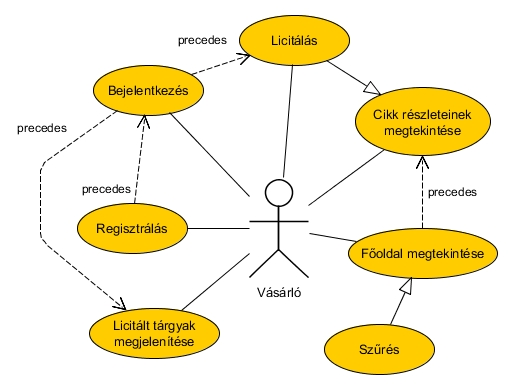 Licitálás
precedes
Bejelentkezés
Cikk részleteinek
megtekintése
precedes
precedes
precedes
Regisztrálás
Főoldal megtekintése
Vásárló
Licitált tárgyak
megjelenítése
Szűrés